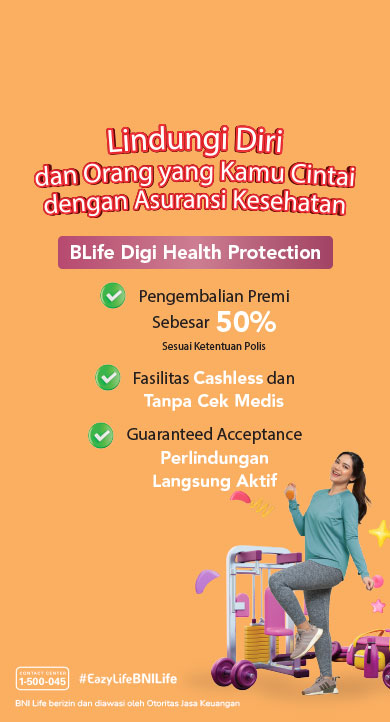 Lindungi Diri
dan Orang yang Kamu Cintai
dengan Asuransi Kesehatan
BLife Digi Health Protection
Pengembalian Premi
Sebesar 50%
Sesuai Ketentuan Polis
Fasilitas Cashless dan
Tanpa Cek Medis
Guaranteed Acceptance
Perlindungan
Langsung Aktif
CONTACT CENTER
1-500-045
#EazyLifeBNILife
BNI Life berizin dan diawasi oleh Otoritas Jasa Keuangan